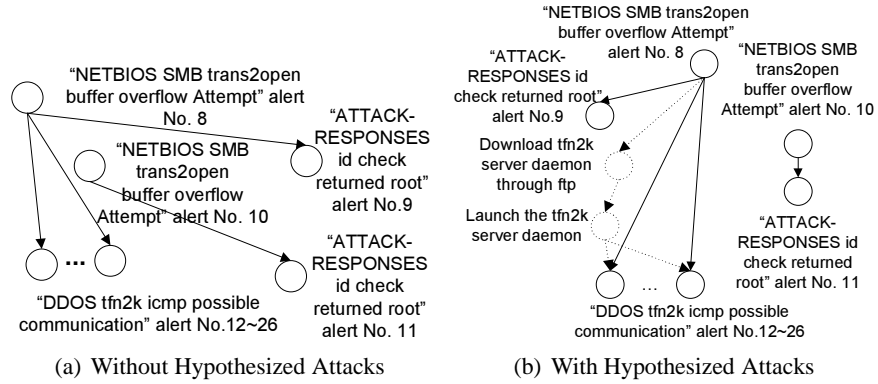 “NETBIOS SMB trans2open
buffer overflow Attempt” alert
No. 8
“NETBIOS SMB
trans2open
buffer overflow
Attempt” alert No. 10
“ATTACK-
RESPONSES
id check
returned root”
alert No.9
“ATTACK-
RESPONSES
id check
returned root”
alert No. 11
...
“DDOS tfn2k icmp possible
communication” alert No.12~26
(a) Without Hypothesized Attacks
“NETBIOS SMB trans2open
buffer overflow Attempt”
alert No. 8
“ATTACK-
RESPONSES id
check returned root”
alert No.9
“NETBIOS SMB
trans2open
buffer overflow
Attempt” alert No. 10
Download tfn2k
server daemon
through ftp
Launch the tfn2k
server daemon
“ATTACK-
RESPONSES id
check returned
root” alert No. 11
...
“DDOS tfn2k icmp possible
communication” alert No.12~26
(b) With Hypothesized Attacks